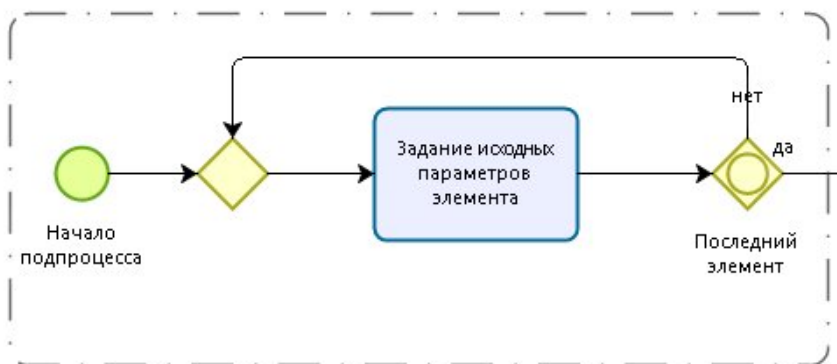 нет
Задание исходных
параметров
элемента
да
Начало
подпроцесса
Последний
элемент